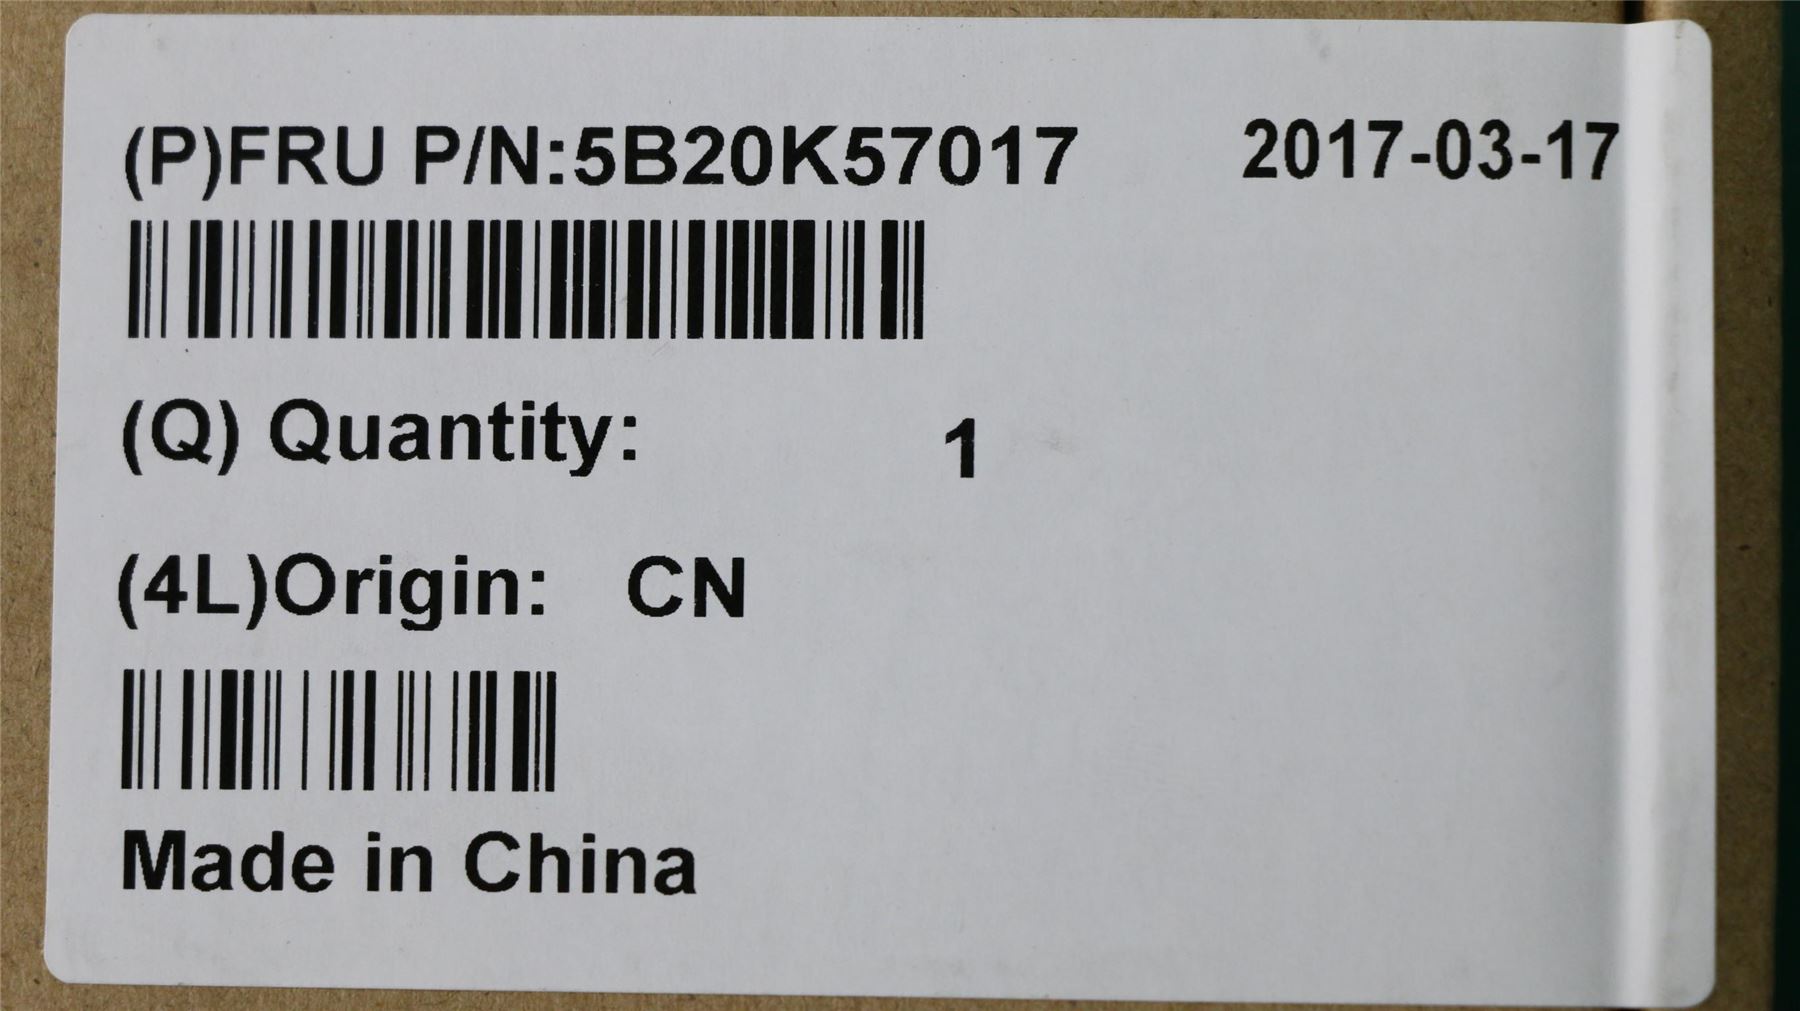 (P)FRU P/N:5B20K57017 2017-03-17
(Q) Quantity: 1
(4L)Origin: CN
Made in China